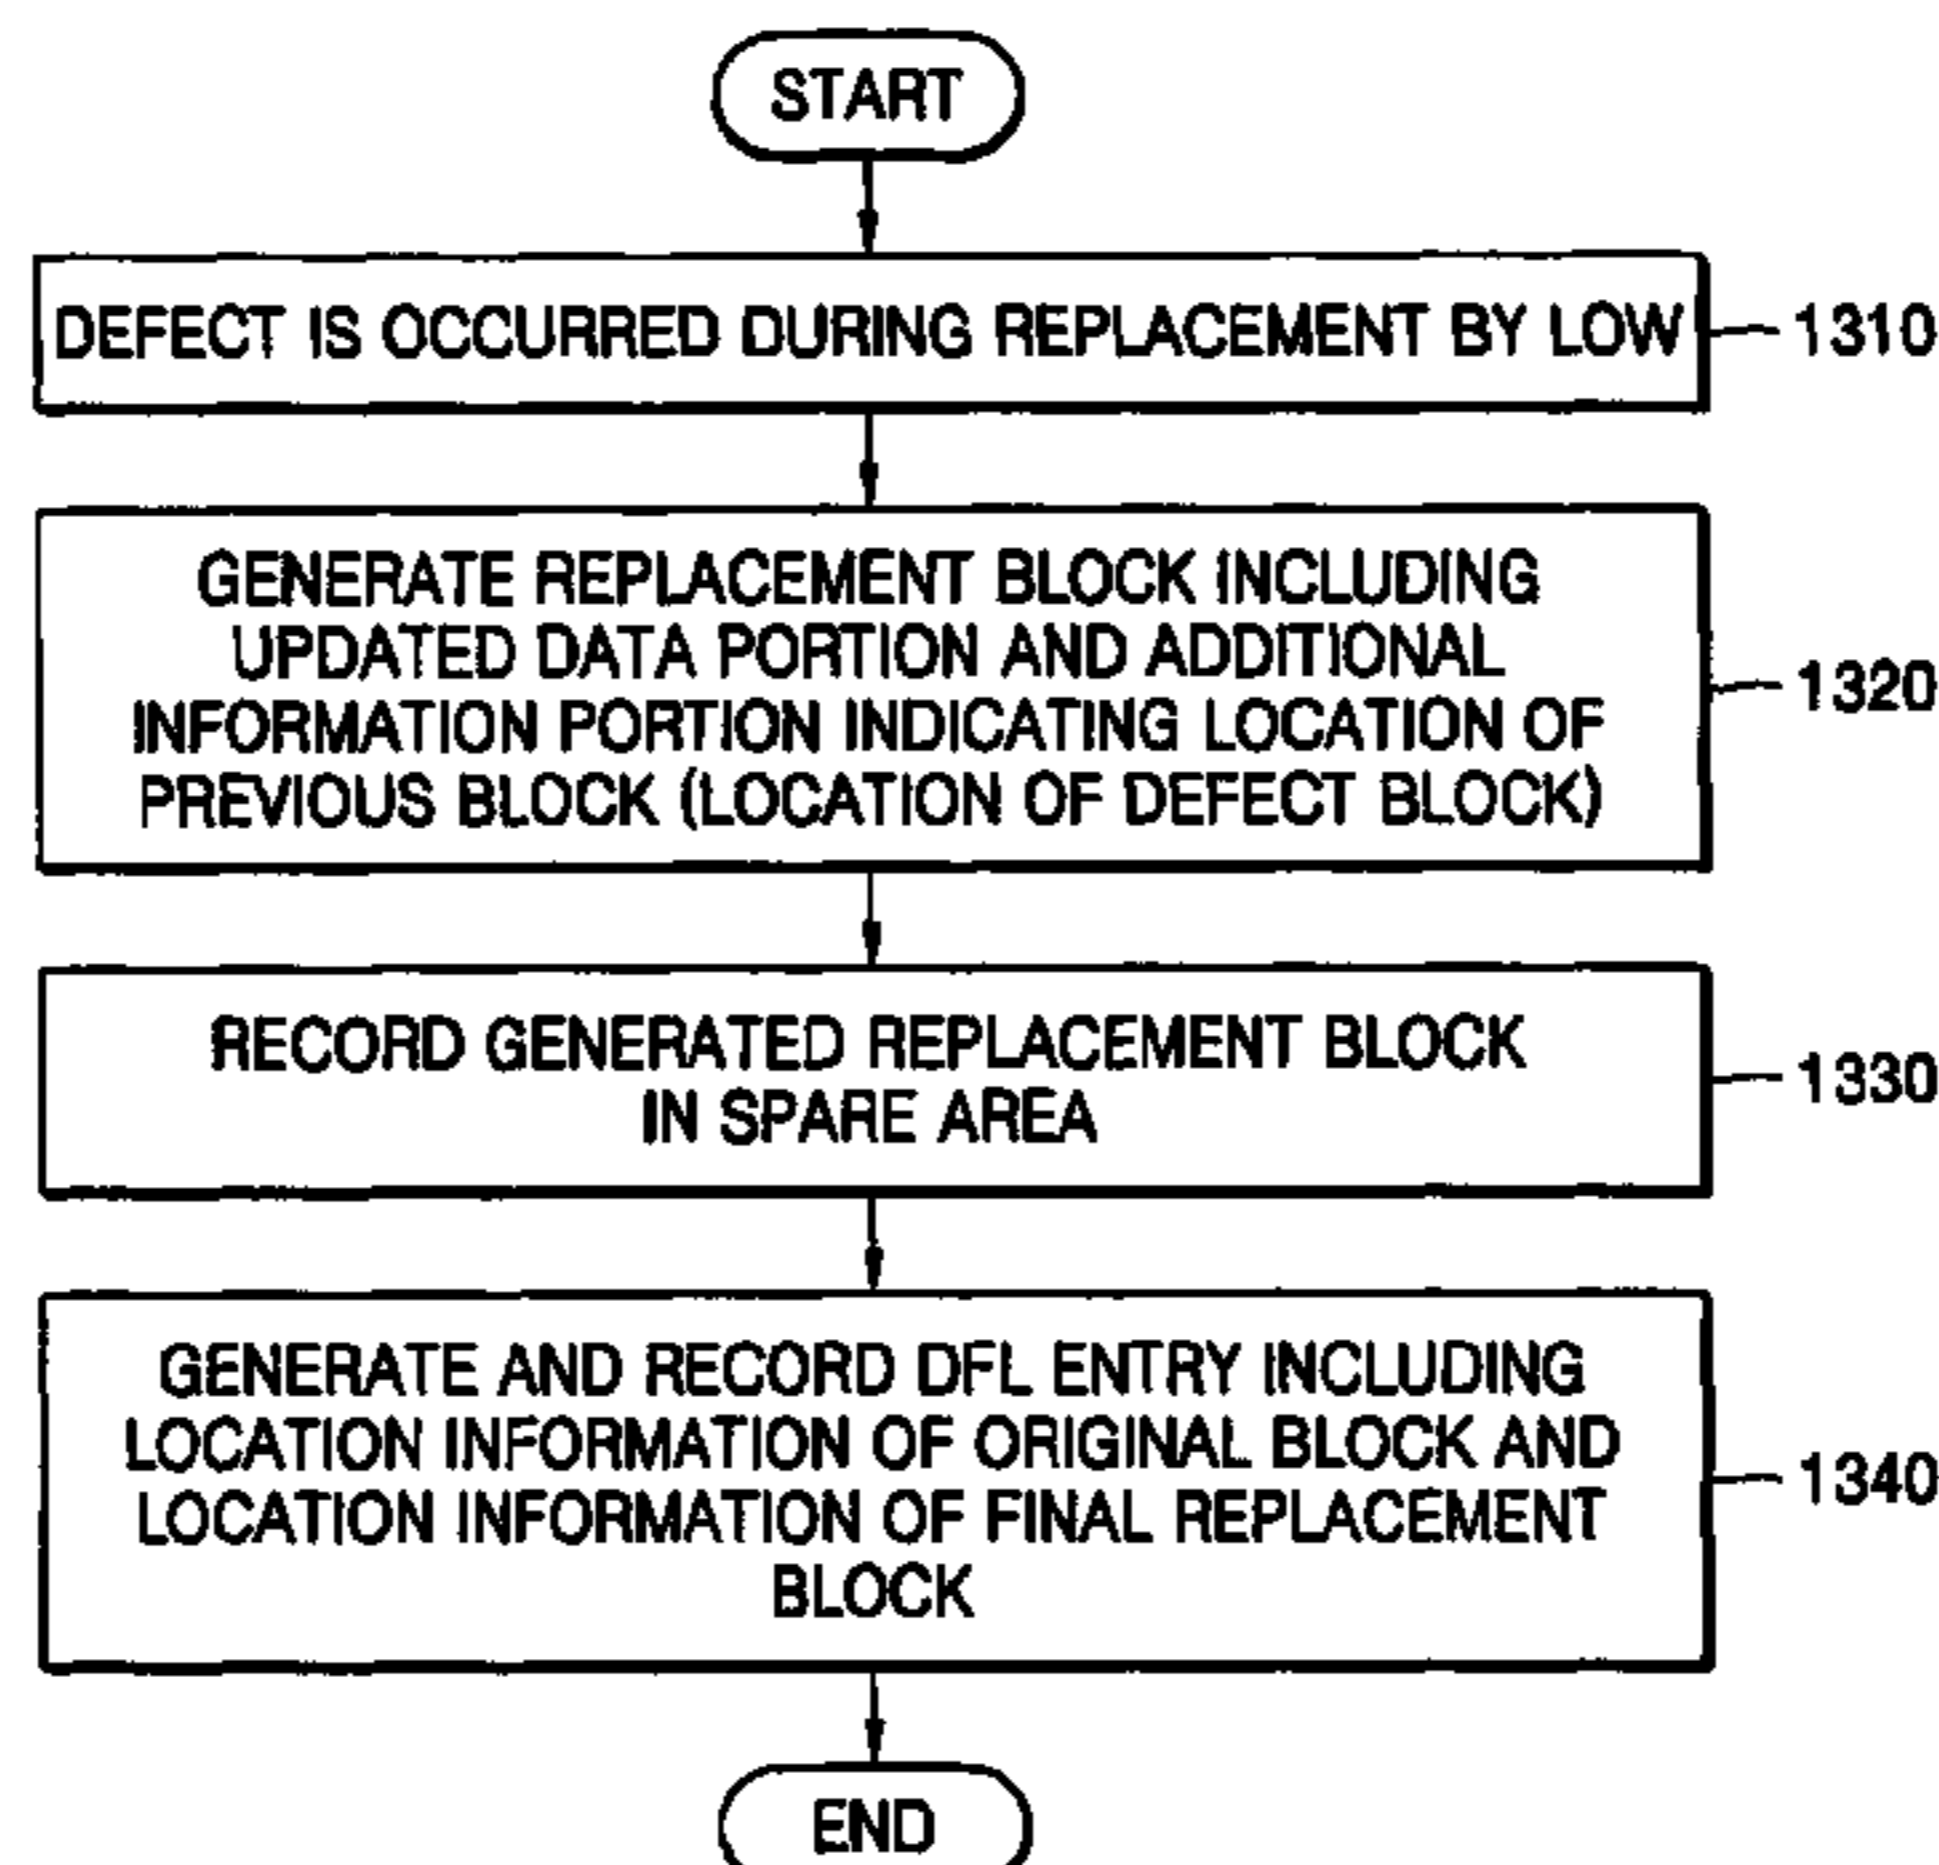 START
DEFECT IS OCCURRED DURING REPLACEMENT BY LOW
1310
GENERATE REPLACEMENT BLOCK INCLUDING
UPDATED DATA PORTION AND ADDITIONAL
INFORMATION PORTION INDICATING LOCATION OF
PREVIOUS BLOCK (LOCATION OF DEFECT BLOCK)
1320
RECORD GENERATED REPLACEMENT BLOCK
IN SPARE AREA
1330
GENERATE AND RECORD DFL ENTRY INCLUDING
LOCATION INFORMATION OF ORIGINAL BLOCK AND
LOCATION INFORMATION OF FINAL REPLACEMENT
BLOCK
1340
END